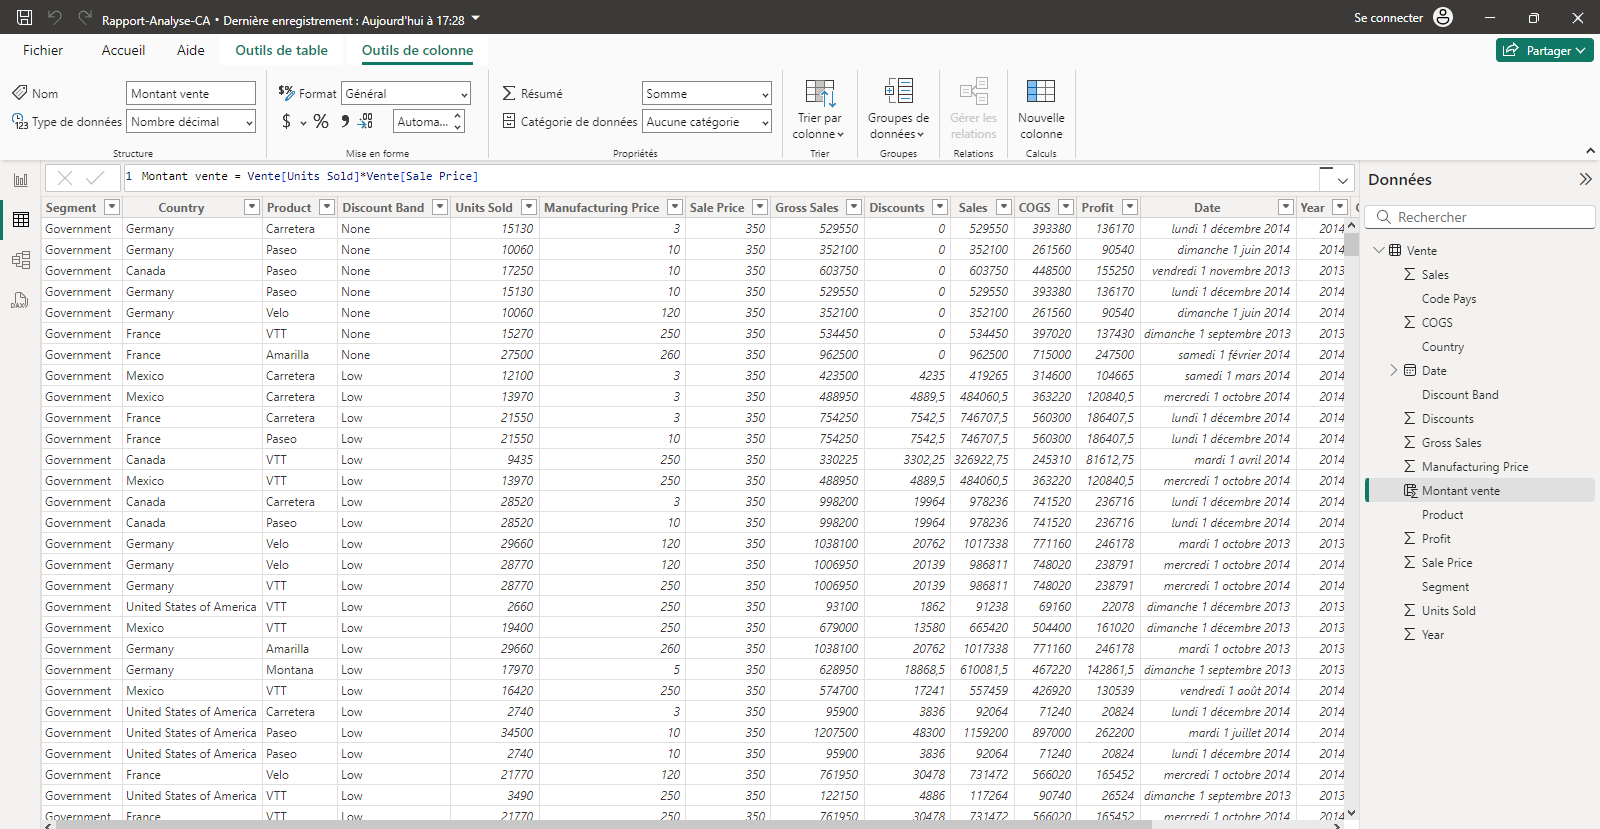 Rapport-Analyse-CA • Dernière enregistrement : Aujourd'hui à 17:28
Se connecter
Fichier Accueil Aide Outils de table Outils de colonne
Partager
Nom Montant vente
Format Général
Résumé Somme
Type de données Nombre décimal
$ % Automa...
Catégorie de données Aucune catégorie
Trier par colonne
Groupes de données
Gérer les relations
Nouvelle colonne
Structure Mise en forme Propriétés Trier Groupes Relations Calculs
1 Montant vente = Vente[Units Sold]*Vente[Sale Price]
Segment Country Product Discount Band Units Sold Manufacturing Price Sale Price Gross Sales Discounts Sales COGS Profit Date Year
Government Germany Carretera None 15130 3 350 529550 0 529550 393380 136170 lundi 1 décembre 2014 2014
Government Germany Paseo None 10060 10 350 352100 0 352100 261560 90540 dimanche 1 juin 2014 2014
Government Canada Paseo None 17250 10 350 603750 0 603750 448500 155250 vendredi 1 novembre 2013 2013
Government Germany Paseo None 15130 10 350 529550 0 529550 393380 136170 lundi 1 décembre 2014 2014
Government Germany Velo None 10060 120 350 352100 0 352100 261560 90540 dimanche 1 juin 2014 2014
Government France VTT None 15270 250 350 534450 0 534450 397020 137430 dimanche 1 septembre 2013 2013
Government France Amarilla None 27500 260 350 962500 0 962500 715000 247500 samedi 1 février 2014 2014
Government Mexico Carretera Low 12100 3 350 423500 4235 419265 314600 104665 samedi 1 mars 2014 2014
Government Mexico Carretera Low 13970 3 350 488950 4889,5 484060,5 363220 120840,5 mercredi 1 octobre 2014 2014
Government France Carretera Low 21550 3 350 754250 7542,5 746707,5 560300 186407,5 lundi 1 décembre 2014 2014
Government France Paseo Low 21550 10 350 754250 7542,5 746707,5 560300 186407,5 lundi 1 décembre 2014 2014
Government Canada VTT Low 9435 250 350 330225 3302,25 326922,75 245310 81612,75 mardi 1 avril 2014 2014
Government Mexico VTT Low 13970 250 350 488950 4889,5 484060,5 363220 120840,5 mercredi 1 octobre 2014 2014
Government Canada Carretera Low 28520 3 350 998200 19964 978236 741520 236716 lundi 1 décembre 2014 2014
Government Canada Paseo Low 28520 10 350 998200 19964 978236 741520 236716 lundi 1 décembre 2014 2014
Government Germany Velo Low 29660 120 350 1038100 20762 1017338 771160 246178 mardi 1 octobre 2013 2013
Government Germany Velo Low 28770 120 350 1006950 20139 986811 748020 238791 mercredi 1 octobre 2014 2014
Government Germany VTT Low 28770 250 350 1006950 20139 986811 748020 238791 mercredi 1 octobre 2014 2014
Government United States of America VTT Low 2660 250 350 93100 1862 91238 69160 22078 dimanche 1 décembre 2013 2013
Government Mexico VTT Low 19400 250 350 679000 13580 665420 504400 161020 dimanche 1 décembre 2013 2013
Government Germany Amarilla Low 29660 260 350 1038100 20762 1017338 771160 246178 mardi 1 octobre 2013 2013
Government Germany Montana Low 17970 5 350 628950 18868,5 610081,5 467220 142861,5 dimanche 1 septembre 2013 2013
Government Mexico VTT Low 16420 250 350 574700 17241 557459 426920 130539 vendredi 1 août 2014 2014
Government United States of America Carretera Low 2740 3 350 95900 3836 92064 71240 20824 lundi 1 décembre 2014 2014
Government United States of America Paseo Low 34500 10 350 1207500 48300 1159200 897000 262200 mardi 1 juillet 2014 2014
Government United States of America Paseo Low 2740 10 350 95900 3836 92064 71240 20824 lundi 1 décembre 2014 2014
Government France Velo Low 21770 120 350 761950 30478 731472 566020 165452 mercredi 1 octobre 2014 2014
Government United States of America VTT Low 3490 250 350 122150 4886 117264 90740 26524 dimanche 1 septembre 2013 2013
Government France VTT Low 21770 250 350 761950 30478 731472 566020 165452 mercredi 1 octobre 2014 2014
Données
Rechercher
Vente
Sales
Code Pays
COGS
Country
Date
Discount Band
Discounts
Gross Sales
Manufacturing Price
Montant vente
Product
Profit
Sale Price
Segment
Units Sold
Year